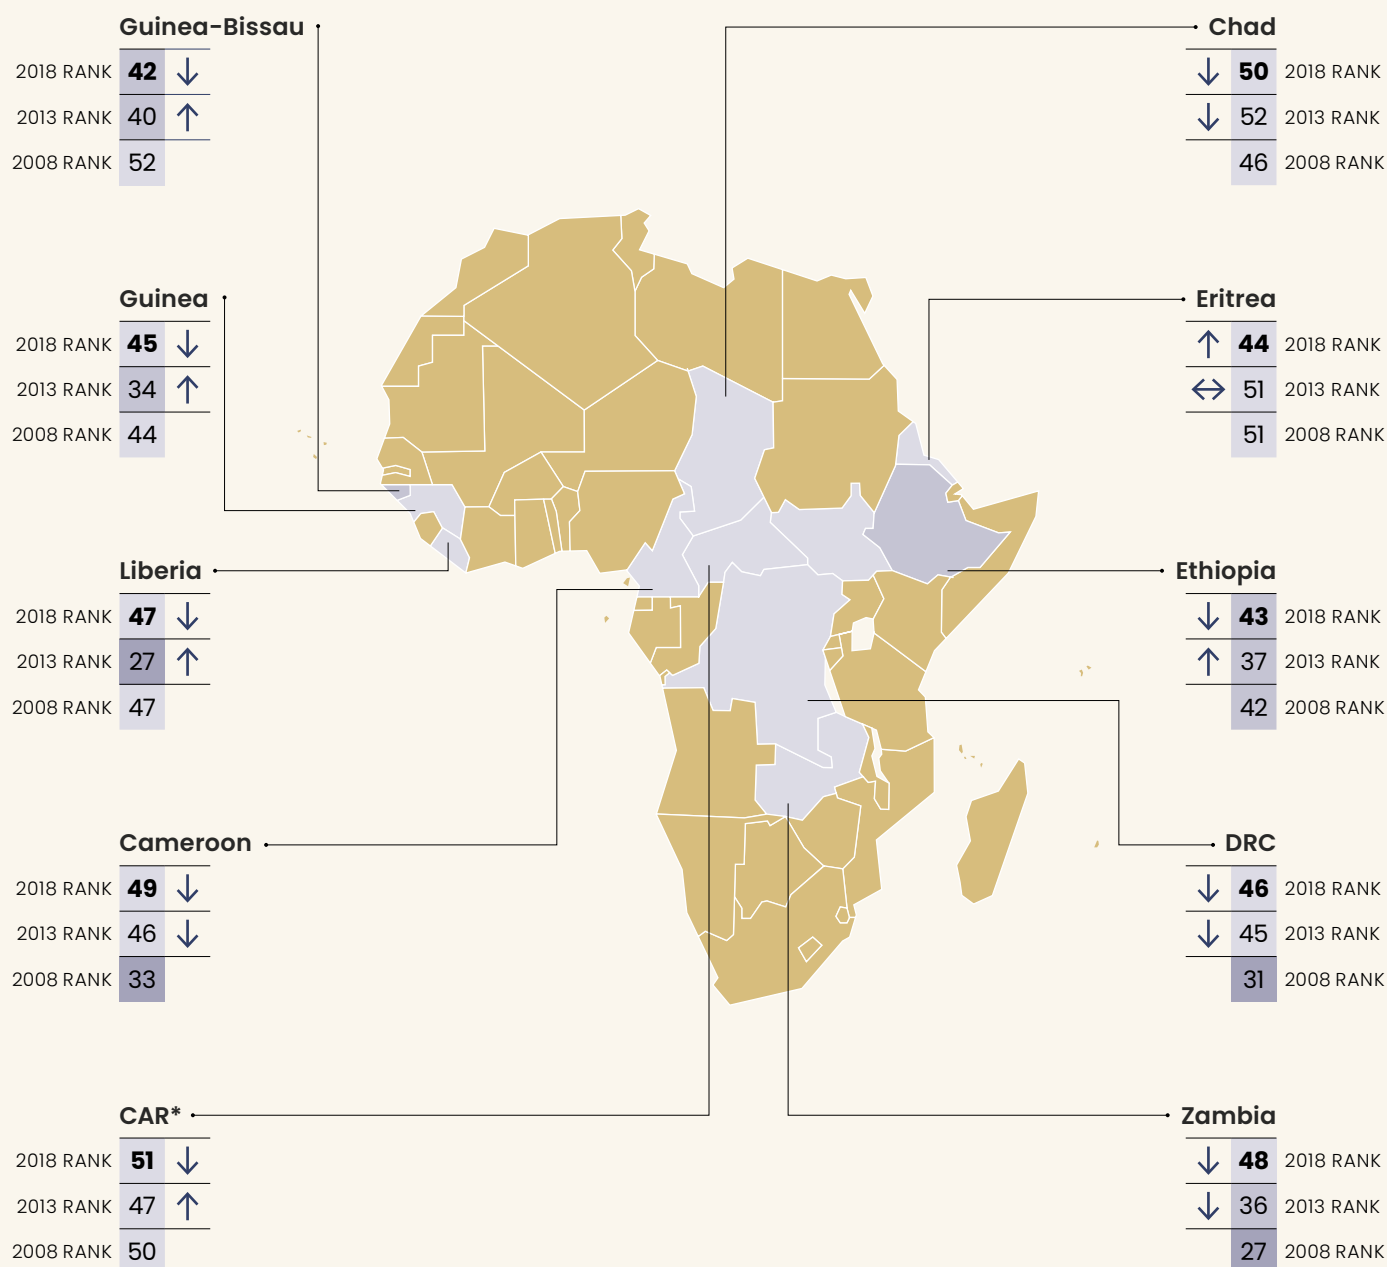 Guinea-Bissau
2018 RANK 42 ↓
2013 RANK 40 ↑
2008 RANK 52
Guinea
2018 RANK 45 ↓
2013 RANK 34 ↑
2008 RANK 44
Liberia
2018 RANK 47 ↓
2013 RANK 27 ↑
2008 RANK 47
Cameroon
2018 RANK 49 ↓
2013 RANK 46 ↓
2008 RANK 33
CAR*
2018 RANK 51 ↓
2013 RANK 47 ↑
2008 RANK 50
Chad
↓ 50 2018 RANK
↓ 52 2013 RANK
46 2008 RANK
Eritrea
↑ 44 2018 RANK
↔ 51 2013 RANK
51 2008 RANK
Ethiopia
↓ 43 2018 RANK
↑ 37 2013 RANK
42 2008 RANK
DRC
↓ 46 2018 RANK
↓ 45 2013 RANK
31 2008 RANK
Zambia
↓ 48 2018 RANK
↓ 36 2013 RANK
27 2008 RANK